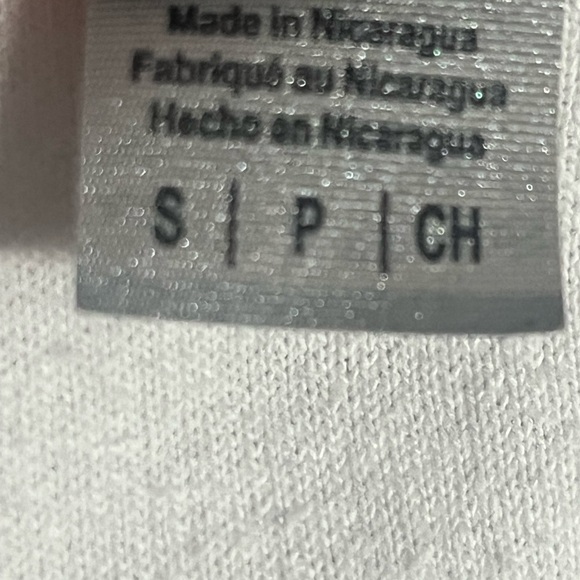 Made in Nicaragua
Fabriqué au Nicaragua
Hecho en Nicaragua
S | P | CH